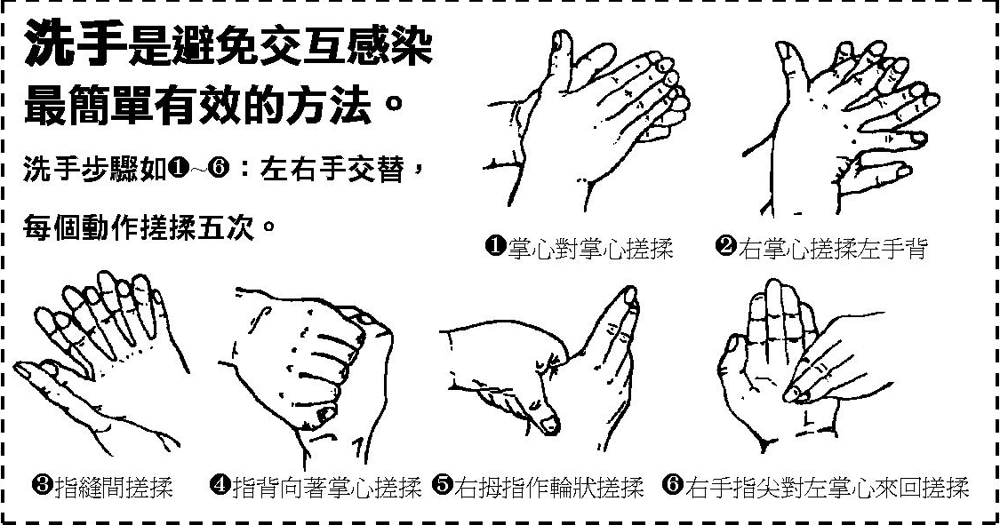 洗手是避免交互感染
最簡單有效的方法。
洗手步驟如❶~❻：左右手交替，
每個動作搓揉五次。
❶掌心對掌心搓揉
❷右掌心搓揉左手背
❸指縫間搓揉
❹指背向著掌心搓揉
❺右拇指作輪狀搓揉
❻右手指尖對左掌心來回搓揉